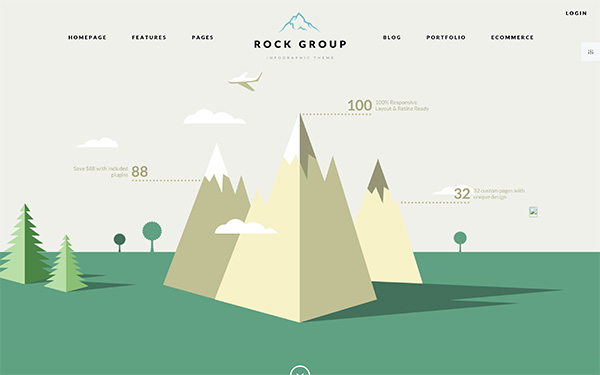 LOGIN
HOMEPAGE FEATURES PAGES
ROCK GROUP
INFOGRAPHIC THEME
BLOG PORTFOLIO ECOMMERCE
100
100% Responsive
Layout & Retina Ready
Save $88 with included
plugins
88
32
32 custom pages with
unique design